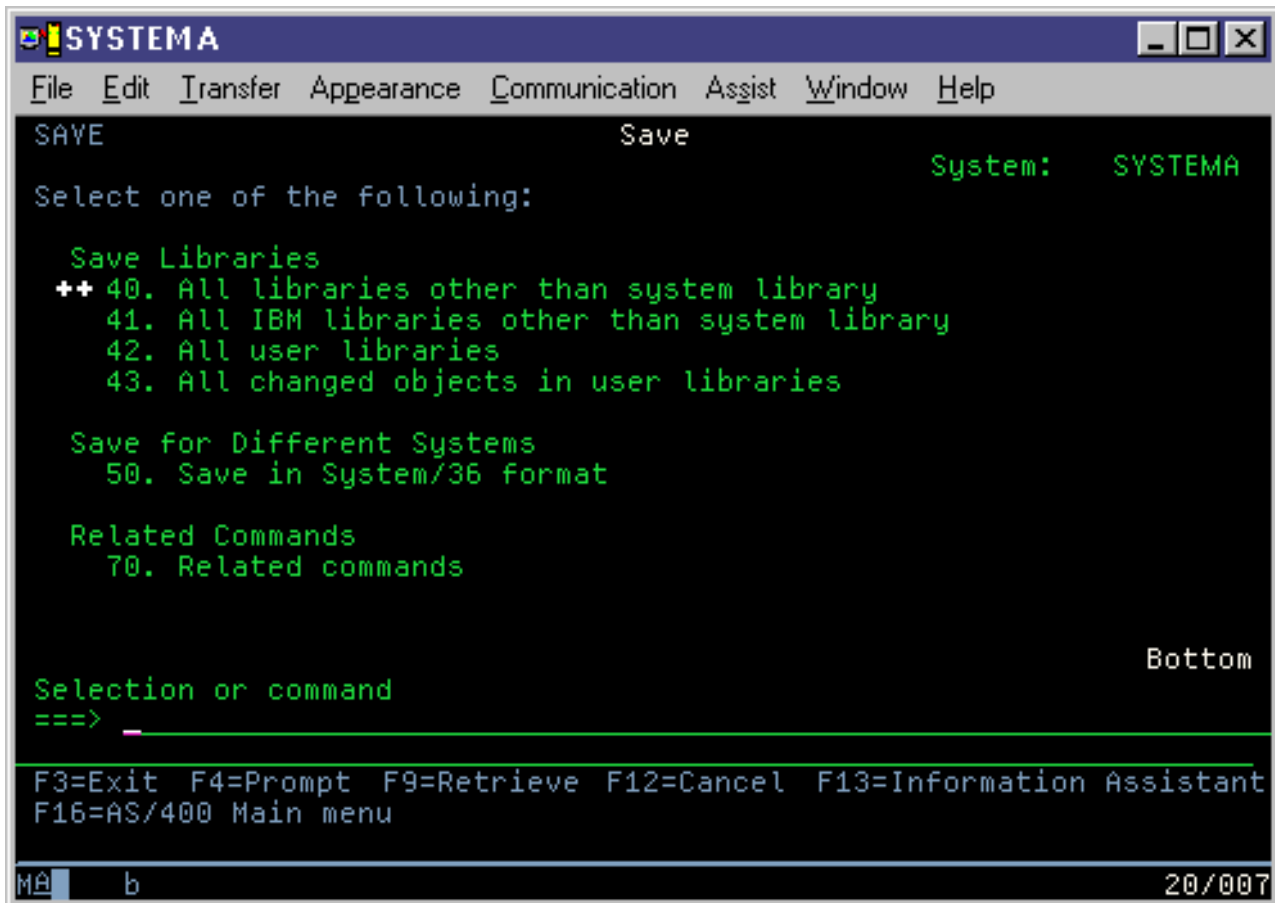 SYSTEMA
File Edit Transfer Appearance Communication Assist Window Help
SAVE Save
System: SYSTEMA
Select one of the following:
Save Libraries
++ 40. All libraries other than system library
41. All IBM libraries other than system library
42. All user libraries
43. All changed objects in user libraries
Save for Different Systems
50. Save in System/36 format
Related Commands
70. Related commands
Bottom
Selection or command
===> _
F3=Exit F4=Prompt F9=Retrieve F12=Cancel F13=Information Assistant
F16=AS/400 Main menu
MA b 20/007